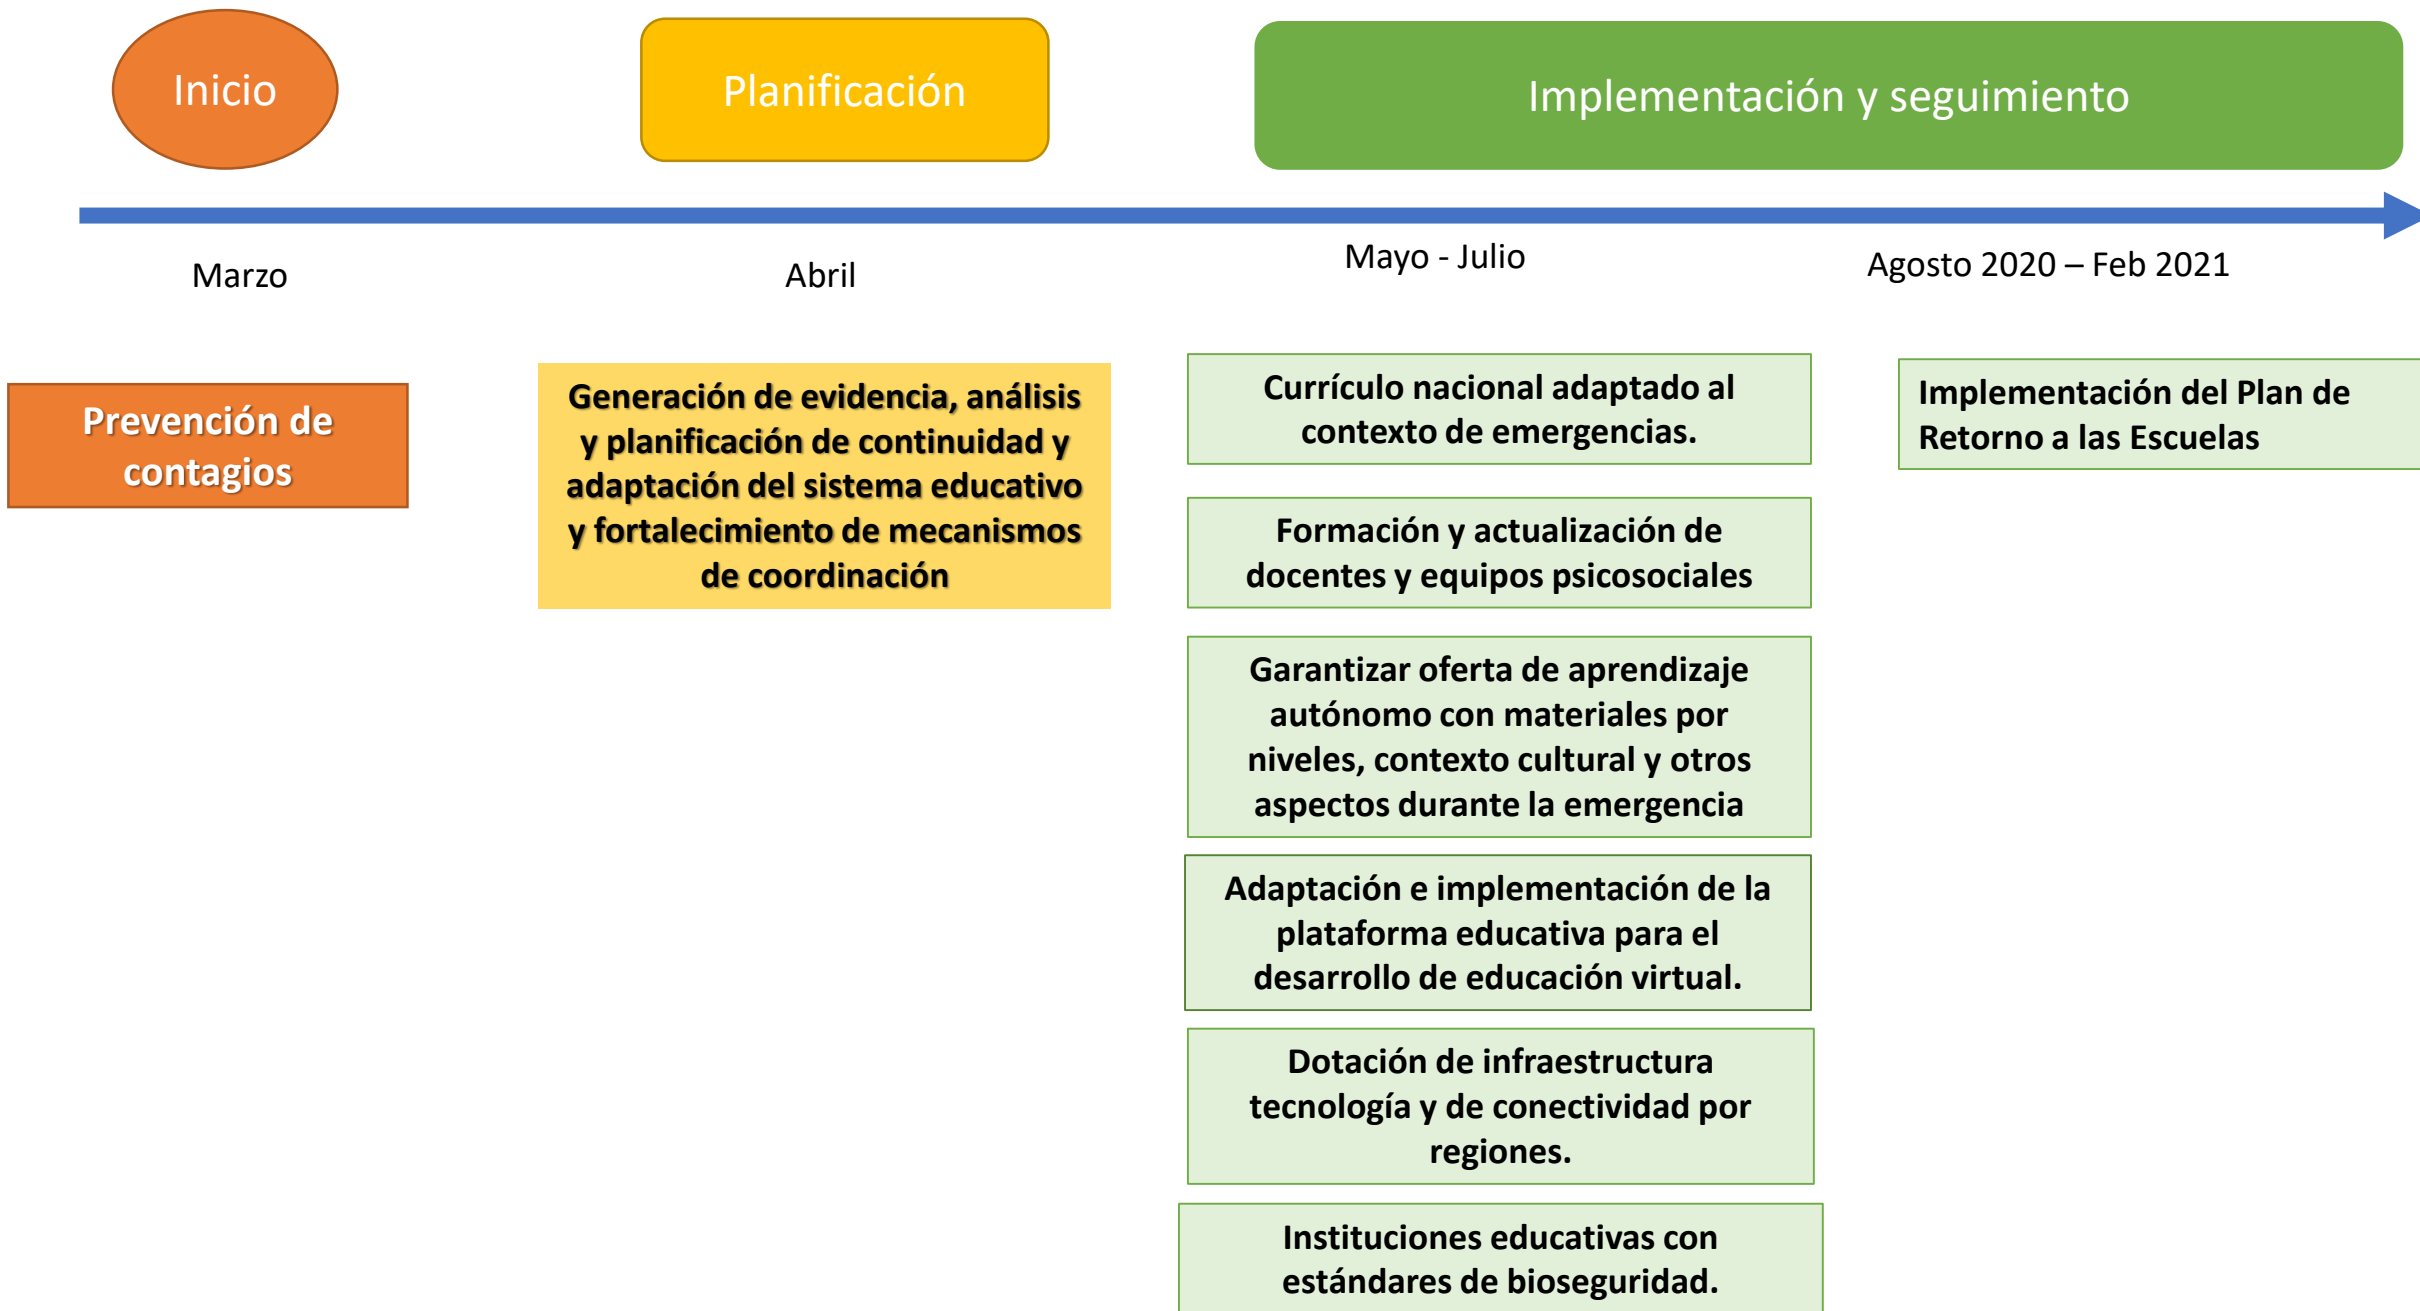 Inicio
Planificación
Implementación y seguimiento
Marzo
Abril
Mayo - Julio
Agosto 2020 – Feb 2021
Prevención de
contagios
Generación de evidencia, análisis
y planificación de continuidad y
adaptación del sistema educativo
y fortalecimiento de mecanismos
de coordinación
Currículo nacional adaptado al
contexto de emergencias.
Formación y actualización de
docentes y equipos psicosociales
Garantizar oferta de aprendizaje
autónomo con materiales por
niveles, contexto cultural y otros
aspectos durante la emergencia
Adaptación e implementación de la
plataforma educativa para el
desarrollo de educación virtual.
Dotación de infraestructura
tecnología y de conectividad por
regiones.
Instituciones educativas con
estándares de bioseguridad.
Implementación del Plan de
Retorno a las Escuelas